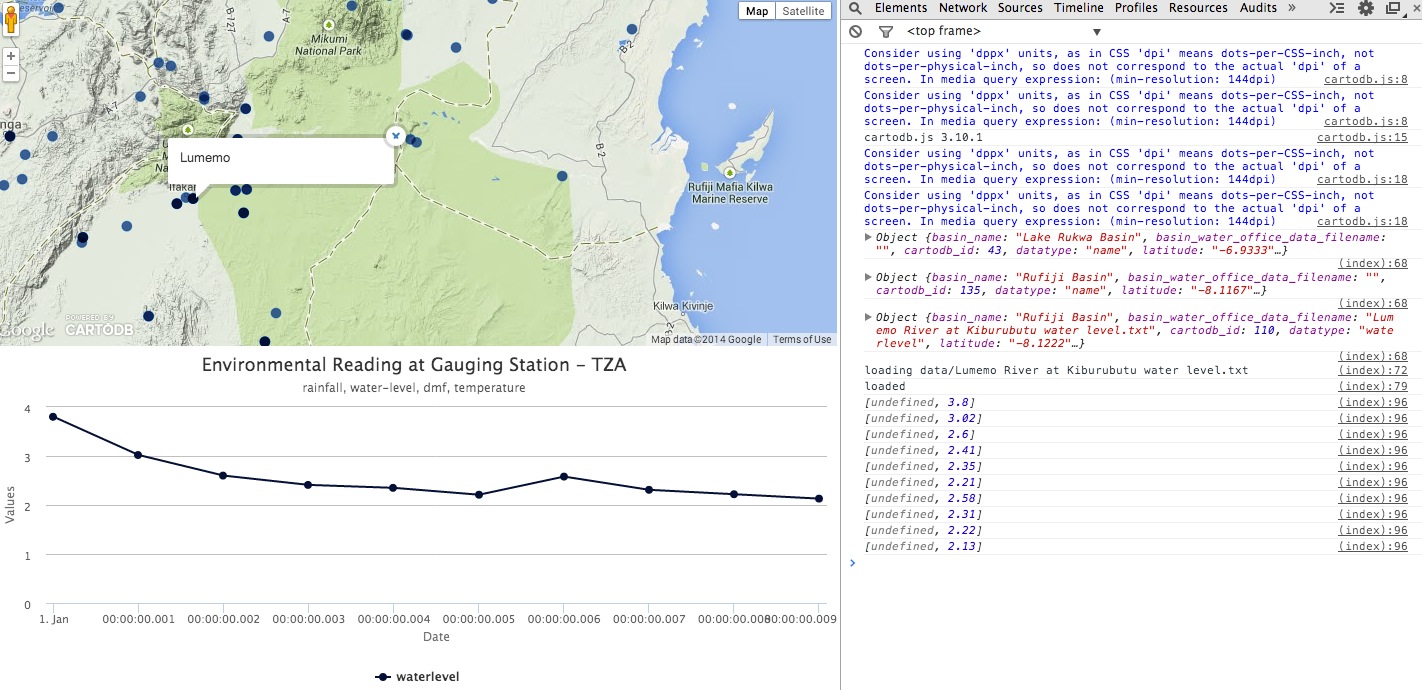 Reservoir
B-127
A-7
Mikumi
National Park
Map
Satellite
B 2
A-7
nga
Lumemo
Ifakar
B 2
Rufiji Mafia Kilwa
Marine Reserve
Kilwa Kivinje
B-2
Google
POWERED BY
CARTODB
Map data ©2014 Google
Terms of Use
Environmental Reading at Gauging Station – TZA
rainfall, water-level, dmf, temperature
4
3
2
1
0
Values
1. Jan
00:00:00.001
00:00:00.002
00:00:00.003
00:00:00.004
00:00:00.005
00:00:00.006
00:00:00.007
00:00:00.008
00:00:00.009
Date
waterlevel
Elements Network Sources Timeline Profiles Resources Audits »
<top frame>
Consider using 'dppx' units, as in CSS 'dpi' means dots-per-CSS-inch, not
dots-per-physical-inch, so does not correspond to the actual 'dpi' of a
screen. In media query expression: (min-resolution: 144dpi) cartodb.js:8
Consider using 'dppx' units, as in CSS 'dpi' means dots-per-CSS-inch, not
dots-per-physical-inch, so does not correspond to the actual 'dpi' of a
screen. In media query expression: (min-resolution: 144dpi) cartodb.js:8
cartodb.js 3.10.1 cartodb.js:15
Consider using 'dppx' units, as in CSS 'dpi' means dots-per-CSS-inch, not
dots-per-physical-inch, so does not correspond to the actual 'dpi' of a
screen. In media query expression: (min-resolution: 144dpi) cartodb.js:18
Consider using 'dppx' units, as in CSS 'dpi' means dots-per-CSS-inch, not
dots-per-physical-inch, so does not correspond to the actual 'dpi' of a
screen. In media query expression: (min-resolution: 144dpi) cartodb.js:18
Object {basin_name: "Lake Rukwa Basin", basin_water_office_data_filename:
"", cartodb_id: 43, datatype: "name", latitude: "-6.9333"…}
(index):68
Object {basin_name: "Rufiji Basin", basin_water_office_data_filename: "",
cartodb_id: 135, datatype: "name", latitude: "-8.1167"…}
(index):68
Object {basin_name: "Rufiji Basin", basin_water_office_data_filename: "Lum
emo River at Kiburubutu water level.txt", cartodb_id: 110, datatype: "wate
rlevel", latitude: "-8.1222"…}
(index):68
loading data/Lumemo River at Kiburubutu water level.txt (index):72
loaded (index):79
[undefined, 3.8] (index):96
[undefined, 3.02] (index):96
[undefined, 2.6] (index):96
[undefined, 2.41] (index):96
[undefined, 2.35] (index):96
[undefined, 2.21] (index):96
[undefined, 2.58] (index):96
[undefined, 2.31] (index):96
[undefined, 2.22] (index):96
[undefined, 2.13] (index):96